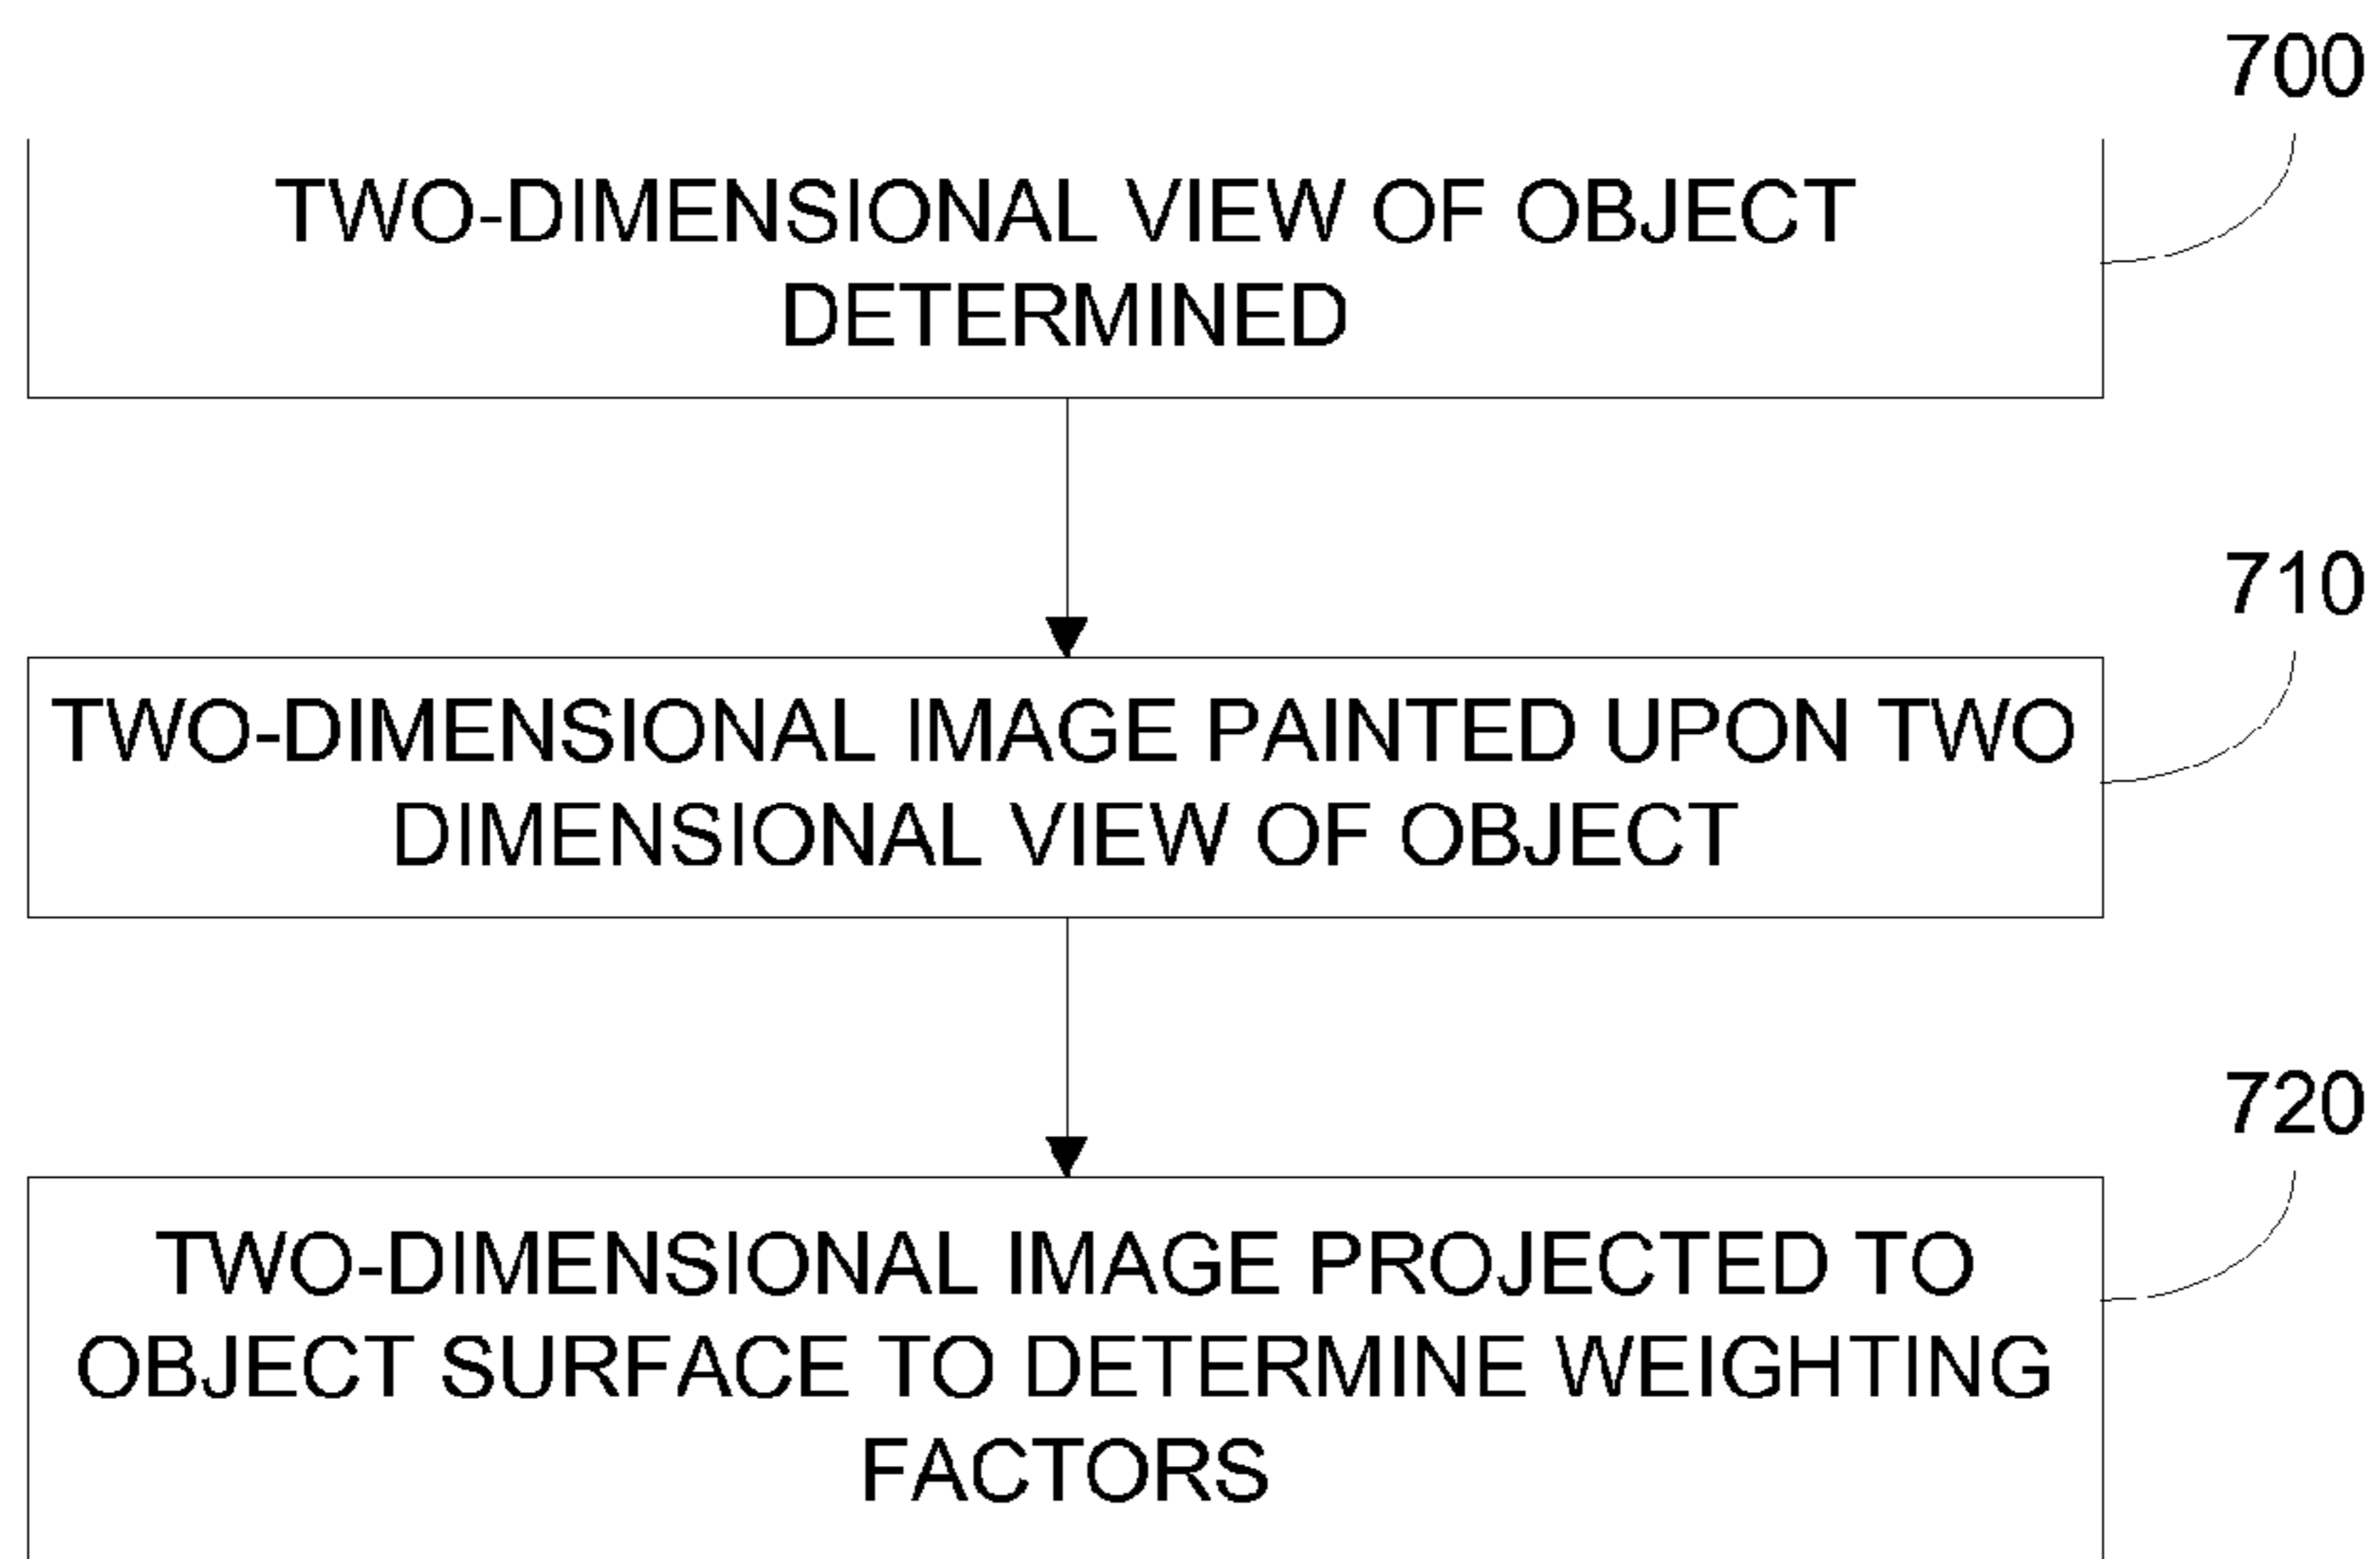 700
TWO-DIMENSIONAL VIEW OF OBJECT
DETERMINED
710
TWO-DIMENSIONAL IMAGE PAINTED UPON TWO
DIMENSIONAL VIEW OF OBJECT
720
TWO-DIMENSIONAL IMAGE PROJECTED TO
OBJECT SURFACE TO DETERMINE WEIGHTING
FACTORS